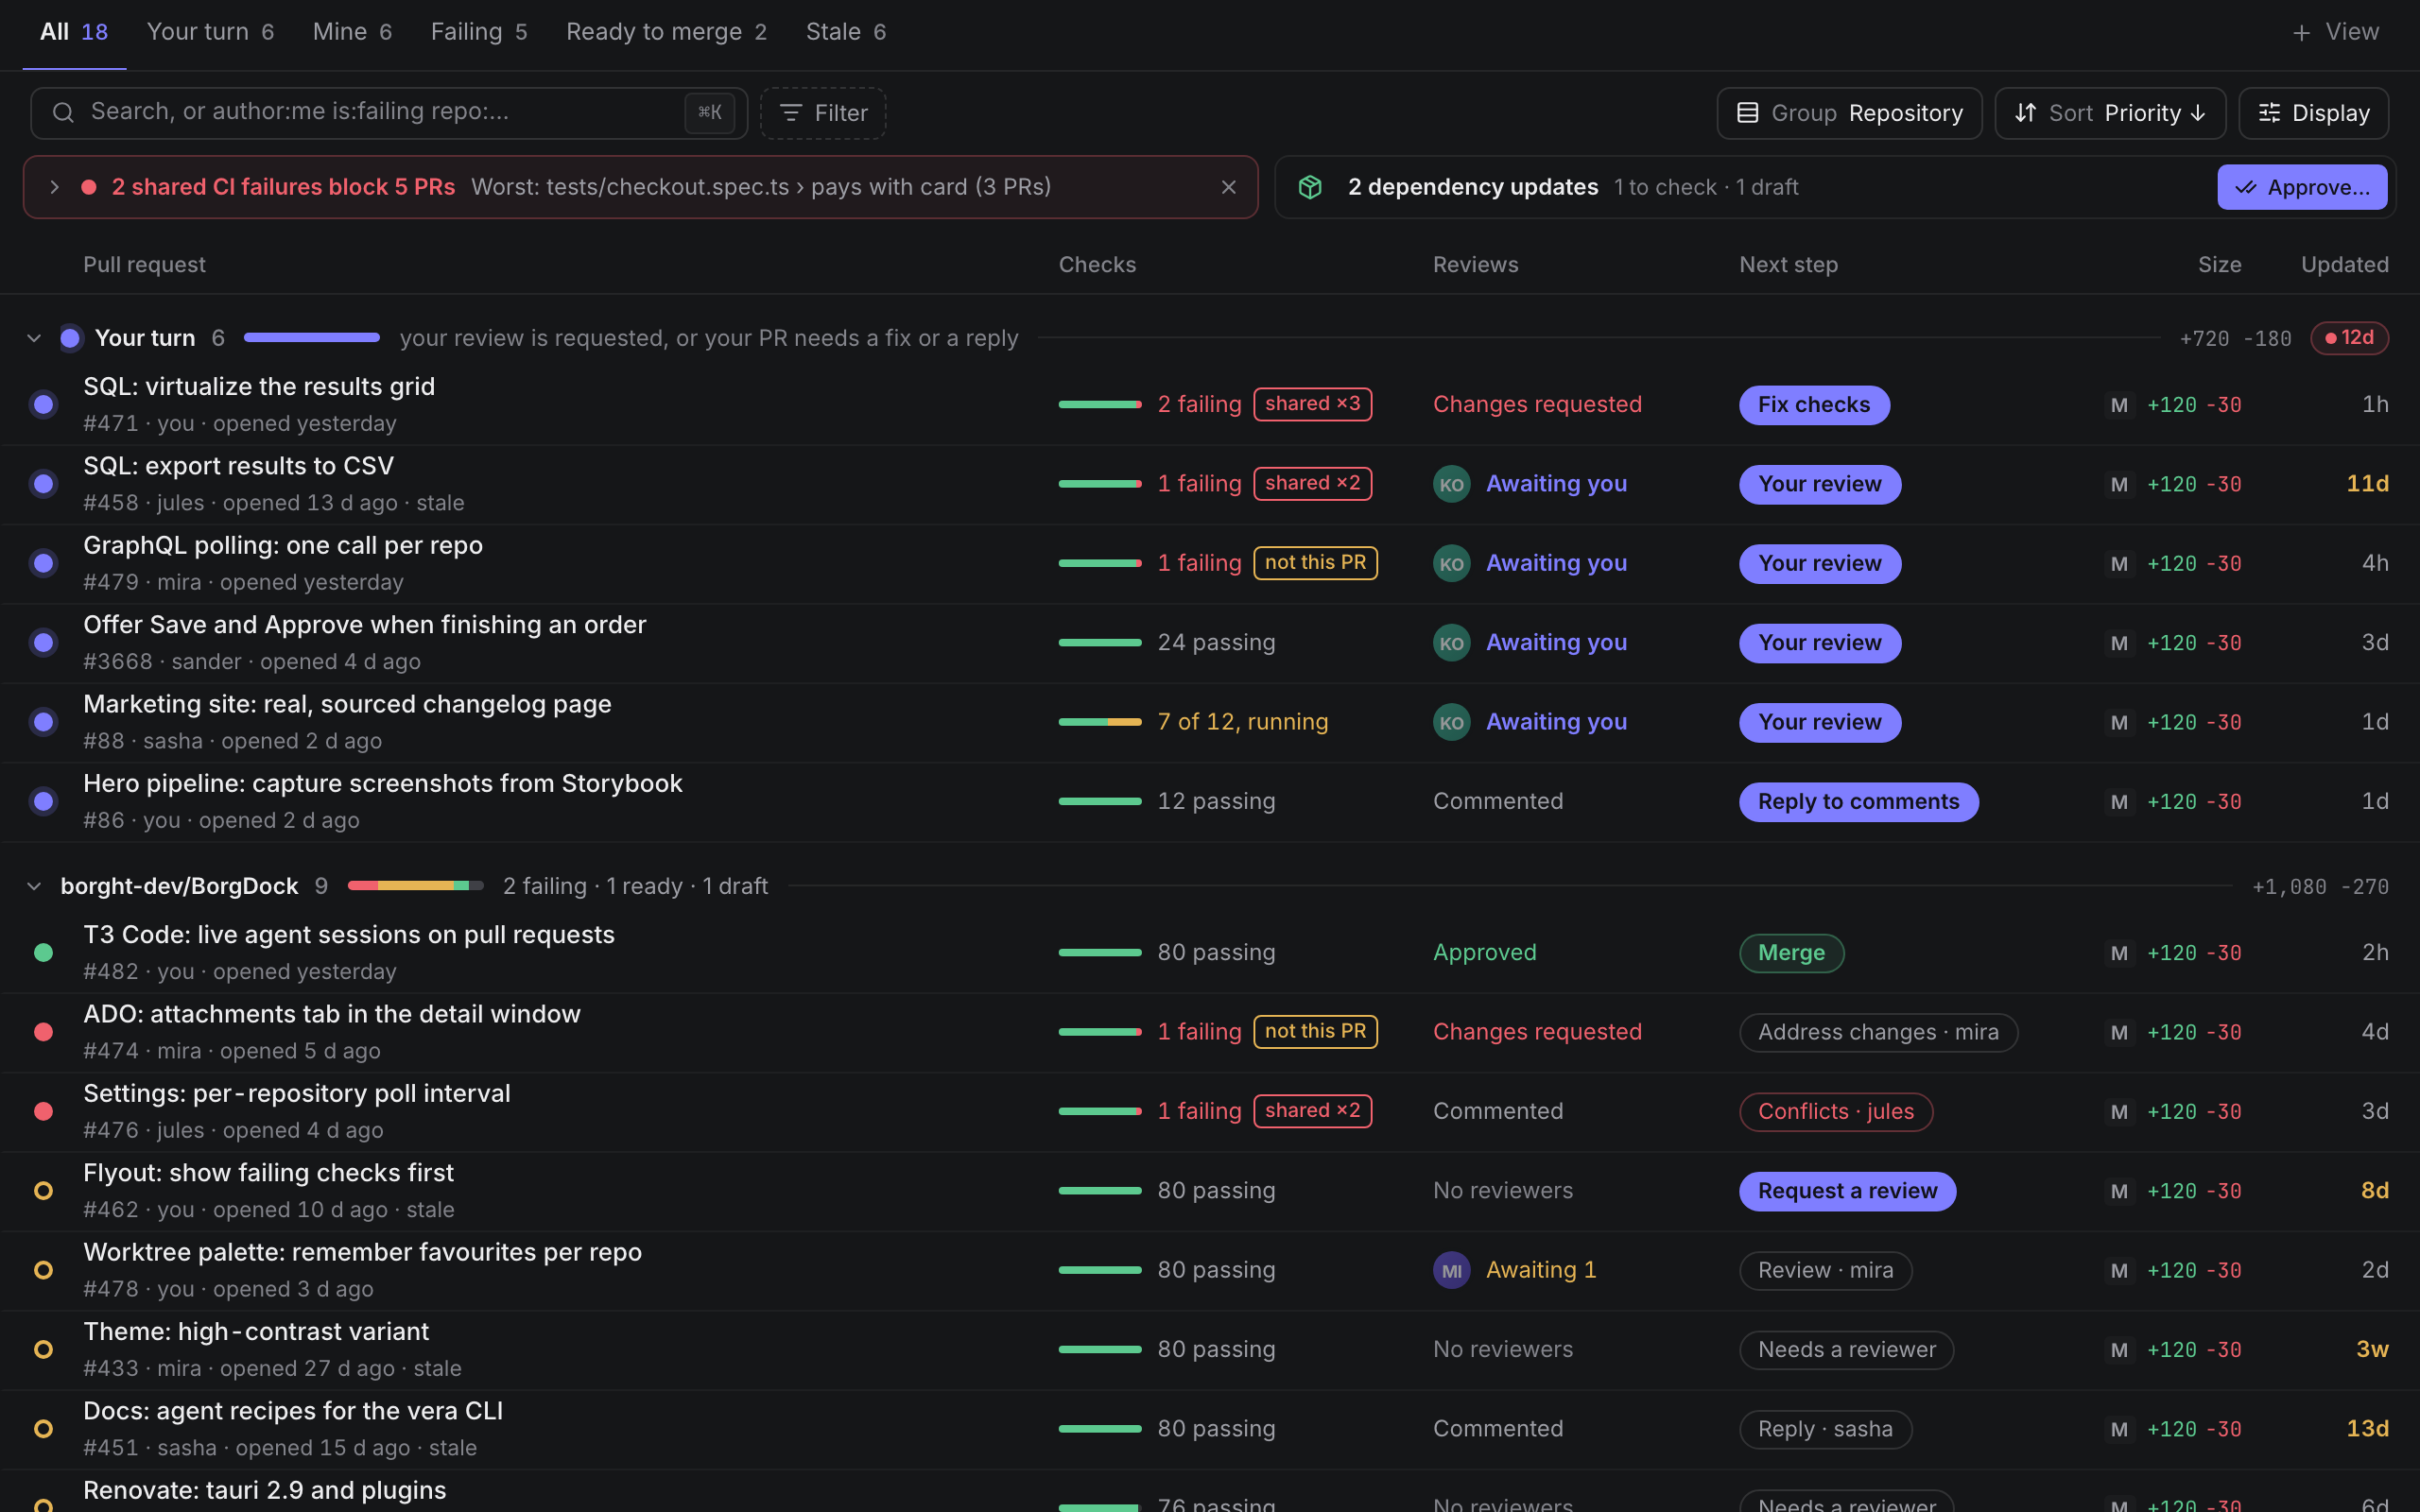 All 18 Your turn 6 Mine 6 Failing 5 Ready to merge 2 Stale 6 + View
Search, or author:me is:failing repo:... ⌘K Filter Group Repository Sort Priority ↓ Display
2 shared CI failures block 5 PRs Worst: tests/checkout.spec.ts › pays with card (3 PRs) 2 dependency updates 1 to check · 1 draft Approve...
Pull request Checks Reviews Next step Size Updated
Your turn 6 your review is requested, or your PR needs a fix or a reply +720 -180 12d
SQL: virtualize the results grid
#471 · you · opened yesterday
2 failing shared ×3 Changes requested Fix checks M +120 -30 1h
SQL: export results to CSV
#458 · jules · opened 13 d ago · stale
1 failing shared ×2 KO Awaiting you Your review M +120 -30 11d
GraphQL polling: one call per repo
#479 · mira · opened yesterday
1 failing not this PR KO Awaiting you Your review M +120 -30 4h
Offer Save and Approve when finishing an order
#3668 · sander · opened 4 d ago
24 passing KO Awaiting you Your review M +120 -30 3d
Marketing site: real, sourced changelog page
#88 · sasha · opened 2 d ago
7 of 12, running KO Awaiting you Your review M +120 -30 1d
Hero pipeline: capture screenshots from Storybook
#86 · you · opened 2 d ago
12 passing Commented Reply to comments M +120 -30 1d
borght-dev/BorgDock 9 2 failing · 1 ready · 1 draft +1,080 -270
T3 Code: live agent sessions on pull requests
#482 · you · opened yesterday
80 passing Approved Merge M +120 -30 2h
ADO: attachments tab in the detail window
#474 · mira · opened 5 d ago
1 failing not this PR Changes requested Address changes · mira M +120 -30 4d
Settings: per-repository poll interval
#476 · jules · opened 4 d ago
1 failing shared ×2 Commented Conflicts · jules M +120 -30 3d
Flyout: show failing checks first
#462 · you · opened 10 d ago · stale
80 passing No reviewers Request a review M +120 -30 8d
Worktree palette: remember favourites per repo
#478 · you · opened 3 d ago
80 passing MI Awaiting 1 Review · mira M +120 -30 2d
Theme: high-contrast variant
#433 · mira · opened 27 d ago · stale
80 passing No reviewers Needs a reviewer M +120 -30 3w
Docs: agent recipes for the vera CLI
#451 · sasha · opened 15 d ago · stale
80 passing Commented Reply · sasha M +120 -30 13d
Renovate: tauri 2.9 and plugins
76 passing No reviewers Needs a reviewer M +120 -30 6d